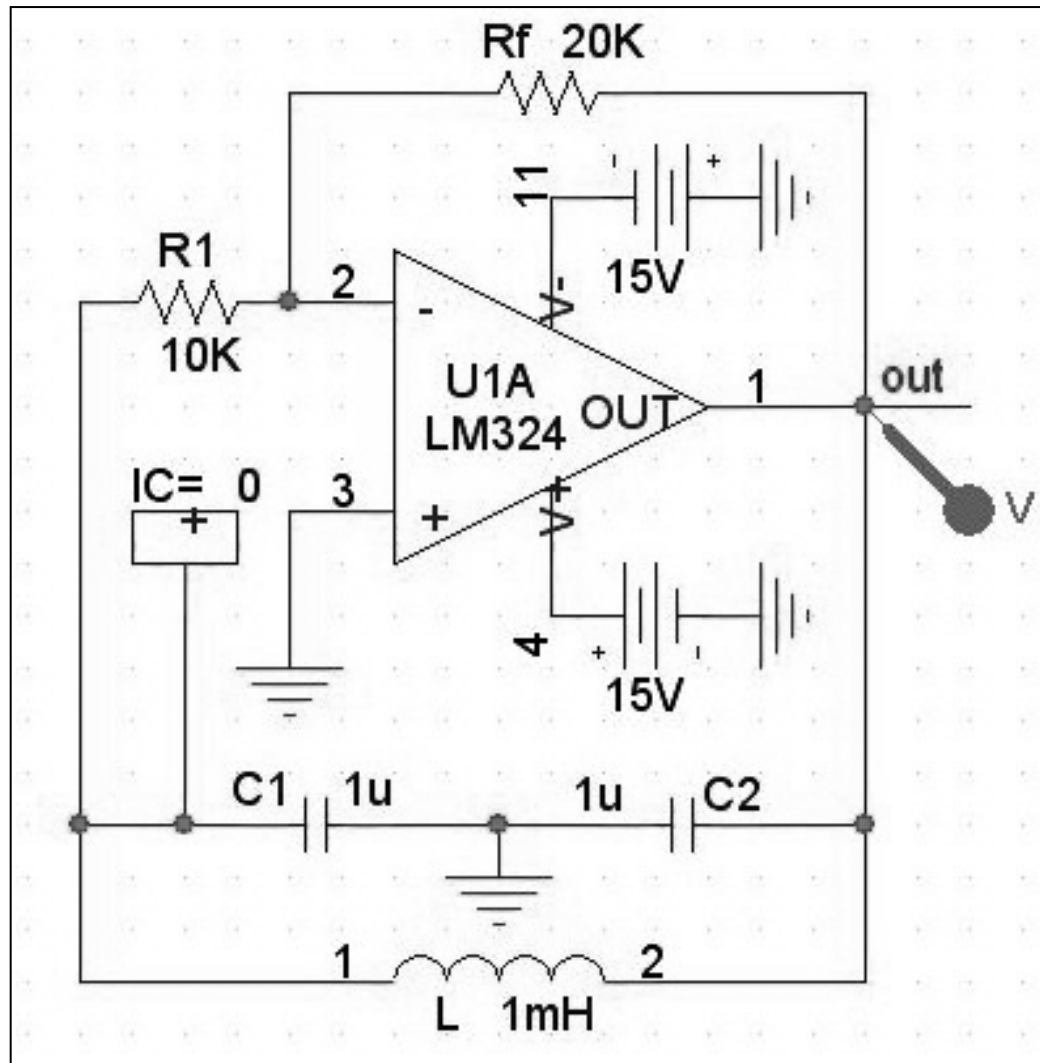 Rf 20K
11
- +
15V
R1
10K
2
-
V-
U1A
LM324
OUT
1
out
V
IC= 0
+
3
+
V+
4
+ -
15V
C1 1u
1u C2
1 2
L 1mH